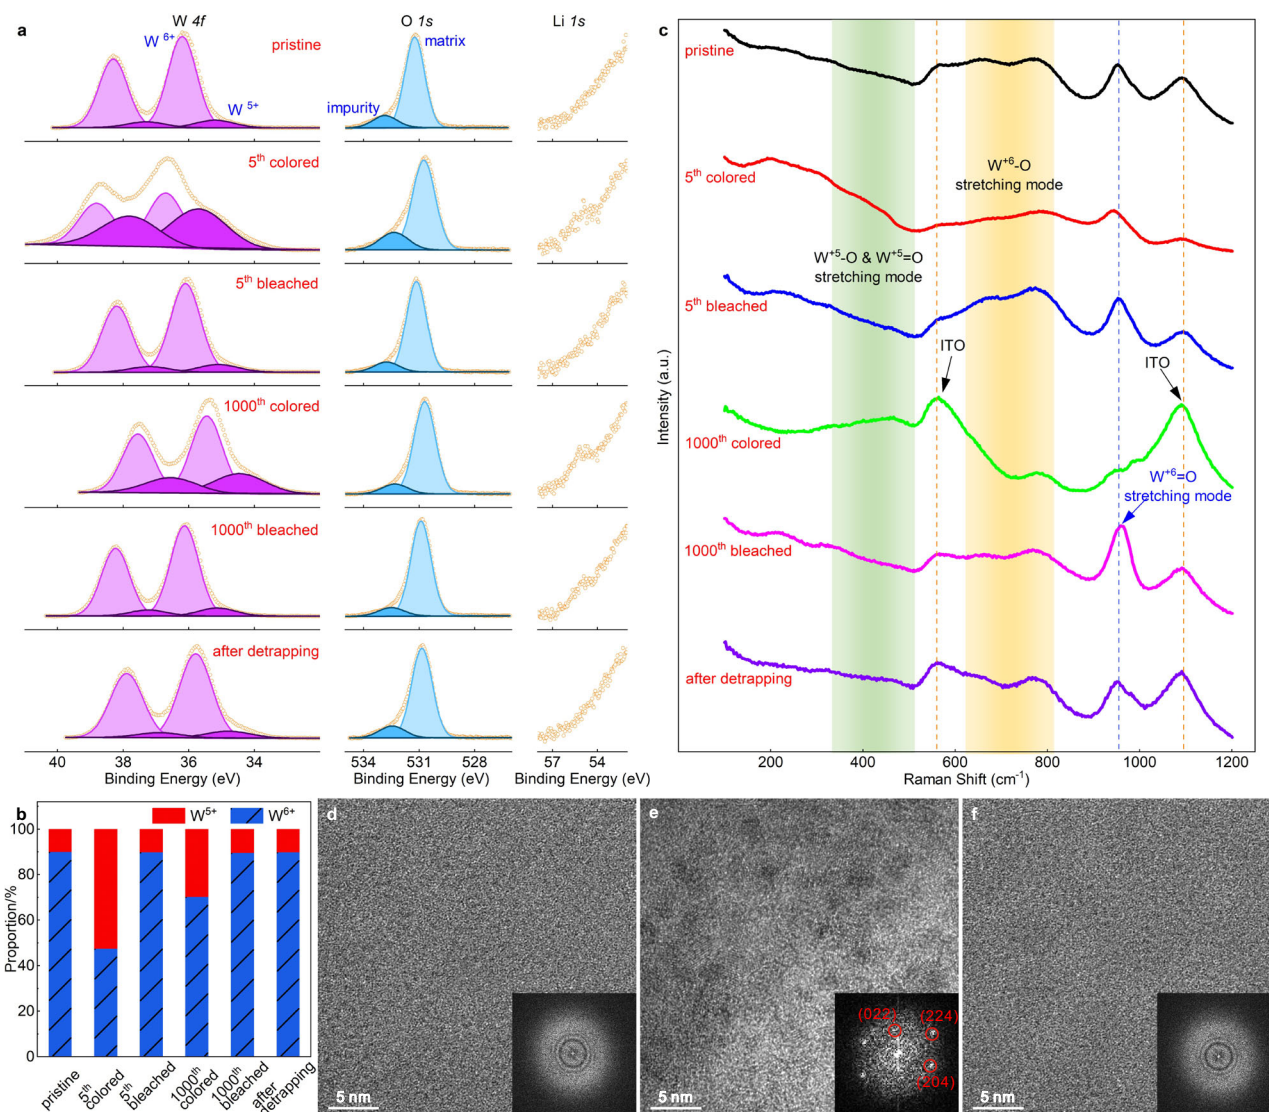 a
W 4f
O 1s
Li 1s
W 6+
pristine
W 5+
matrix
impurity
5th colored
5th bleached
1000th colored
1000th bleached
after detrapping
40 38 36 34
Binding Energy (eV)
534 531 528
Binding Energy (eV)
57 54
Binding Energy (eV)
c
pristine
5th colored
W+6-O
stretching mode
W+5-O & W+5=O
stretching mode
5th bleached
ITO
ITO
1000th colored
W+6=O
stretching mode
1000th bleached
after detrapping
Intensity (a.u.)
200 400 600 800 1000 1200
Raman Shift (cm-1)
b
W5+ W6+
100
80
60
40
20
0
Proportion/%
pristine
5th
colored
5th
bleached
1000th
colored
1000th
bleached
after
detrapping
d
5 nm
e
(022)
(224)
(204)
5 nm
f
5 nm